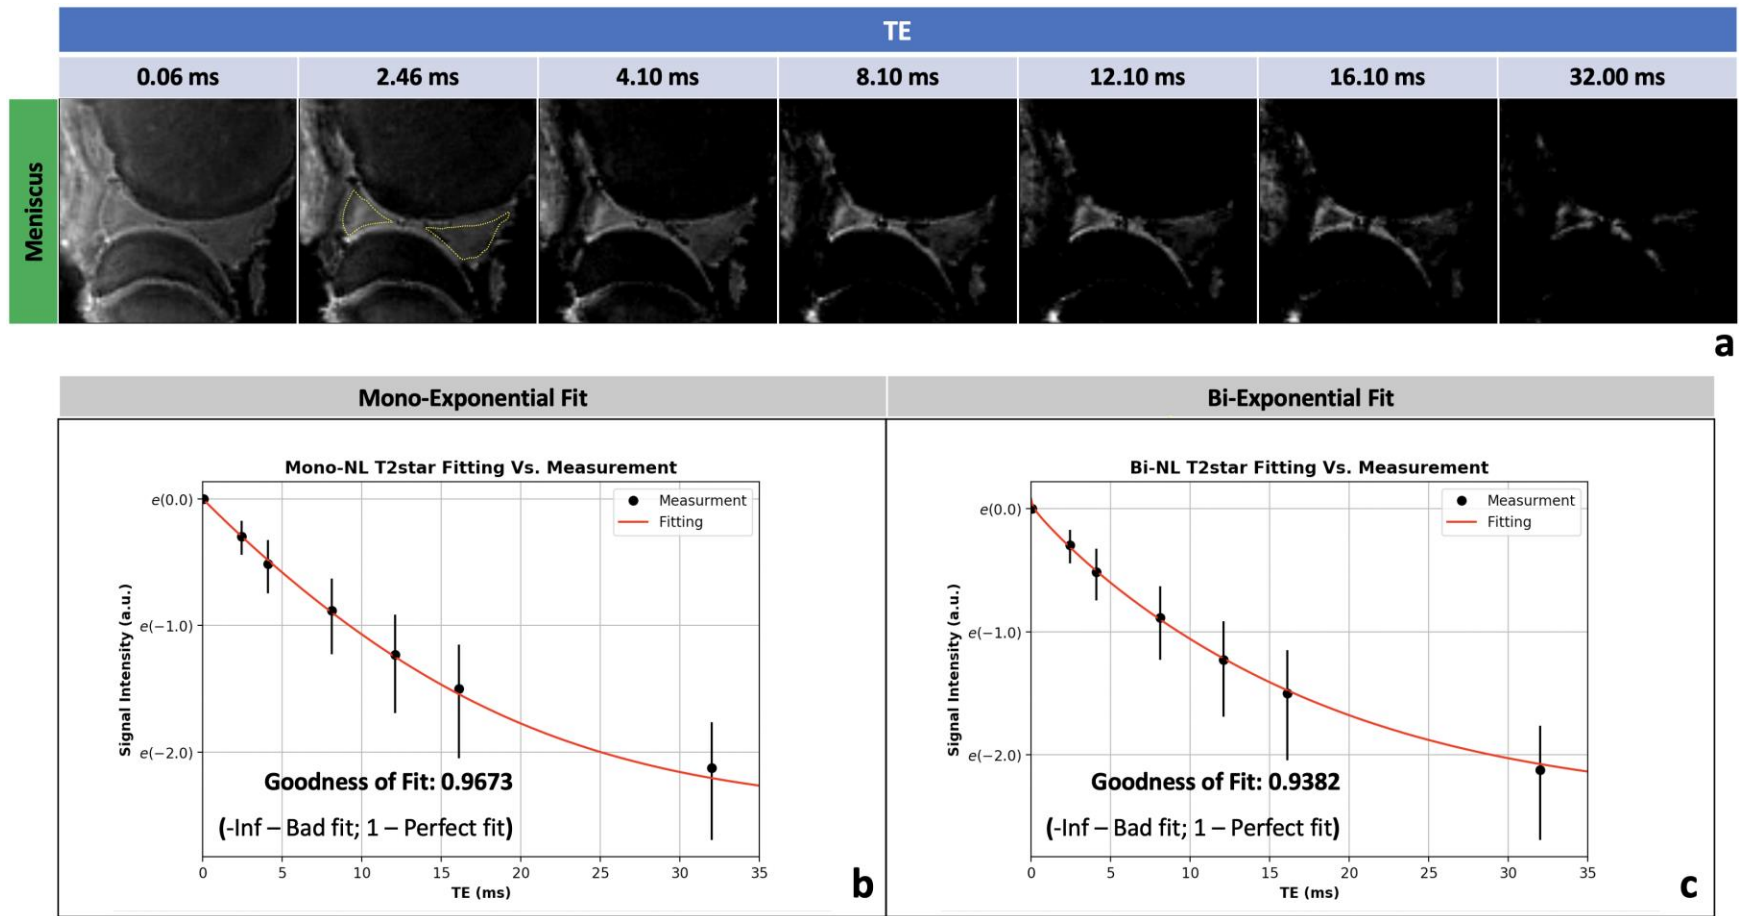 TE
0.06 ms 2.46 ms 4.10 ms 8.10 ms 12.10 ms 16.10 ms 32.00 ms
Meniscus
a
Mono-Exponential Fit
Bi-Exponential Fit
Mono-NL T2star Fitting Vs. Measurement
Measurment
Fitting
e(0.0)
e(−1.0)
e(−2.0)
Signal Intensity (a.u.)
Goodness of Fit: 0.9673
(-Inf – Bad fit; 1 – Perfect fit)
0 5 10 15 20 25 30 35
TE (ms)
b
Bi-NL T2star Fitting Vs. Measurement
Measurment
Fitting
e(0.0)
e(−1.0)
e(−2.0)
Signal Intensity (a.u.)
Goodness of Fit: 0.9382
(-Inf – Bad fit; 1 – Perfect fit)
0 5 10 15 20 25 30 35
TE (ms)
c